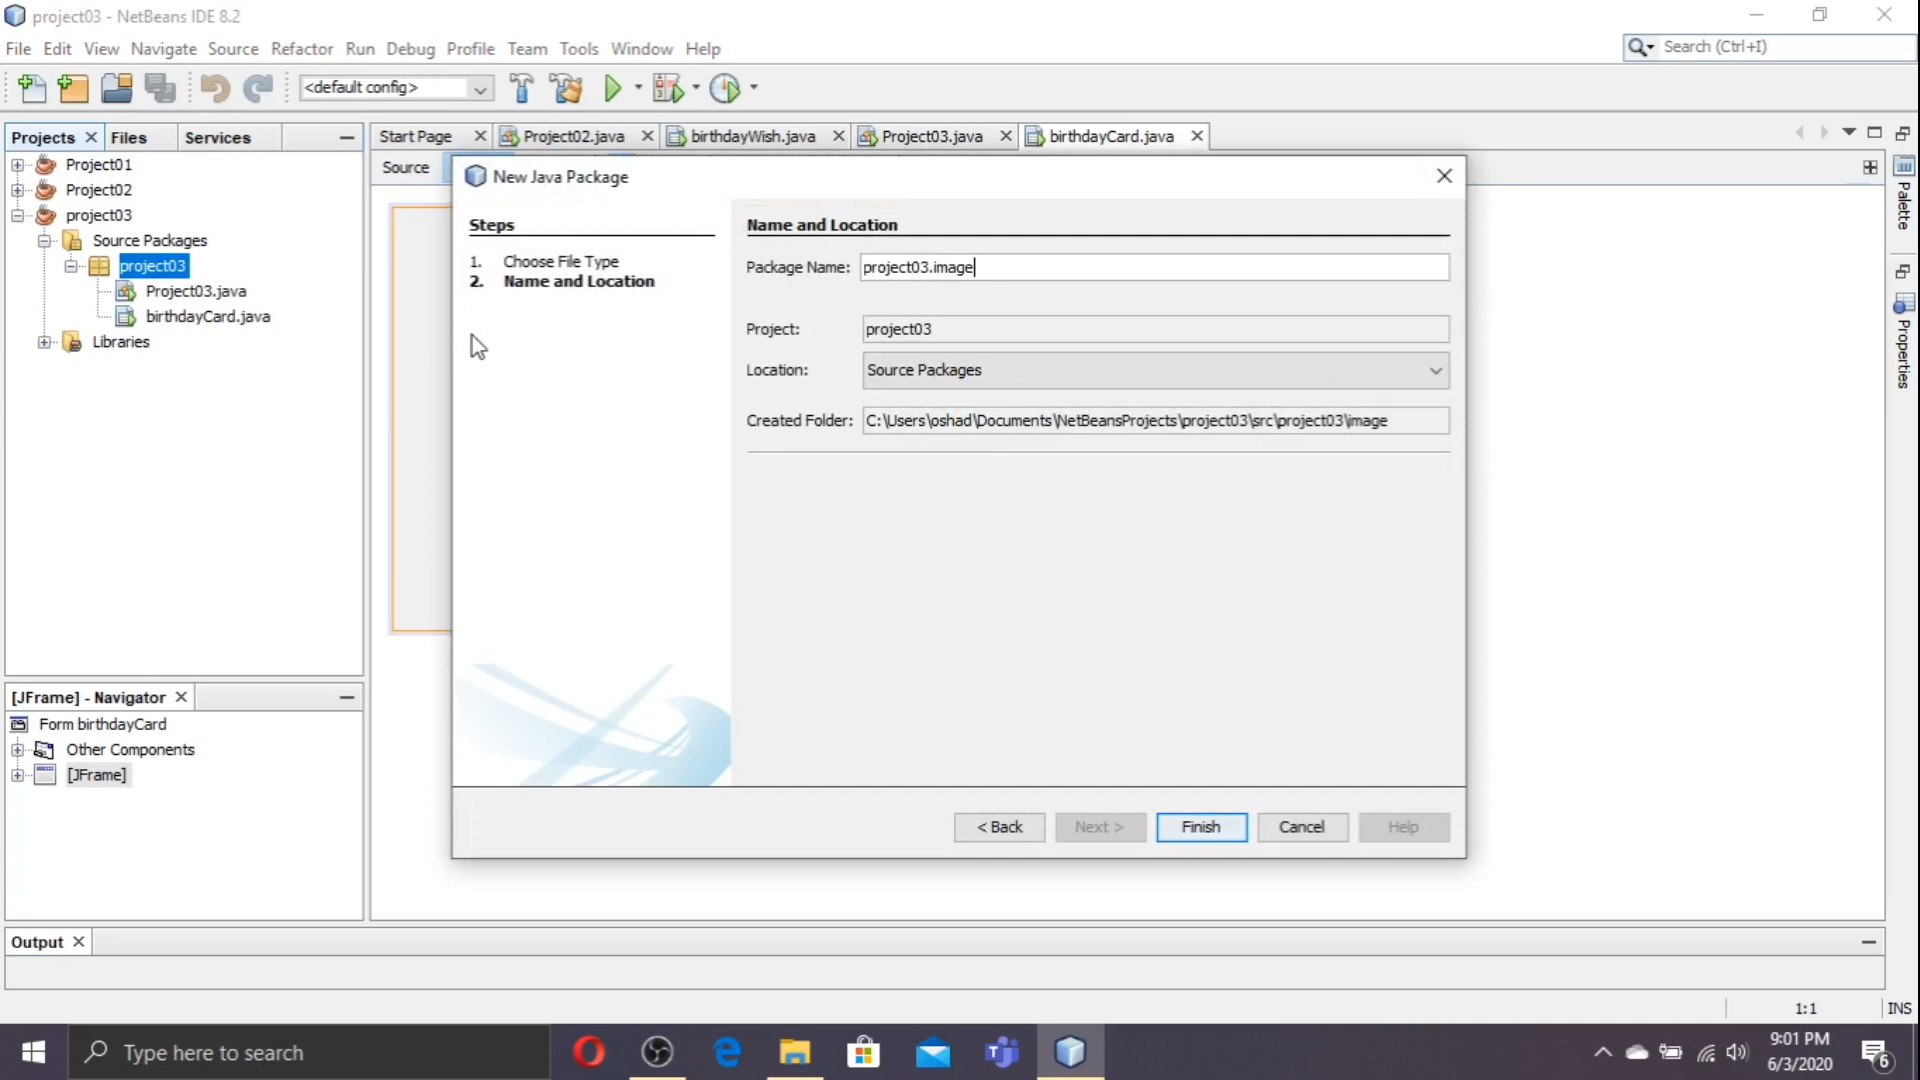 project03 - NetBeans IDE 8.2
File Edit View Navigate Source Refactor Run Debug Profile Team Tools Window Help
Search (Ctrl+I)
<default config>
Projects Files Services
Start Page Project02.java birthdayWish.java Project03.java birthdayCard.java
Project01
Project02
project03
Source Packages
project03
Project03.java
birthdayCard.java
Libraries
Source
New Java Package
Steps
1. Choose File Type
2. Name and Location
Name and Location
Package Name: project03.image
Project: project03
Location: Source Packages
Created Folder: C:\Users\oshad\Documents\NetBeansProjects\project03\src\project03\image
< Back Next > Finish Cancel Help
Palette
Properties
[JFrame] - Navigator
Form birthdayCard
Other Components
[JFrame]
Output
1:1 INS
Type here to search
9:01 PM
6/3/2020
6